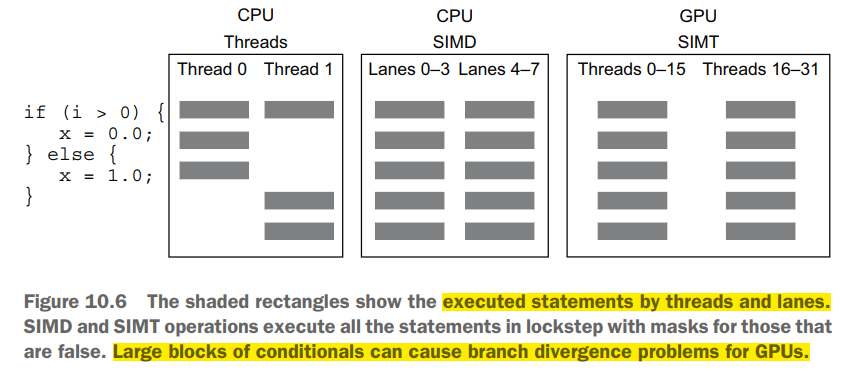 CPU CPU GPU
Threads SIMD SIMT
Thread 0 Thread 1 Lanes 0–3 Lanes 4–7 Threads 0–15 Threads 16–31
if (i > 0) {
x = 0.0;
} else {
x = 1.0;
}
Figure 10.6 The shaded rectangles show the executed statements by threads and lanes.
SIMD and SIMT operations execute all the statements in lockstep with masks for those that
are false. Large blocks of conditionals can cause branch divergence problems for GPUs.